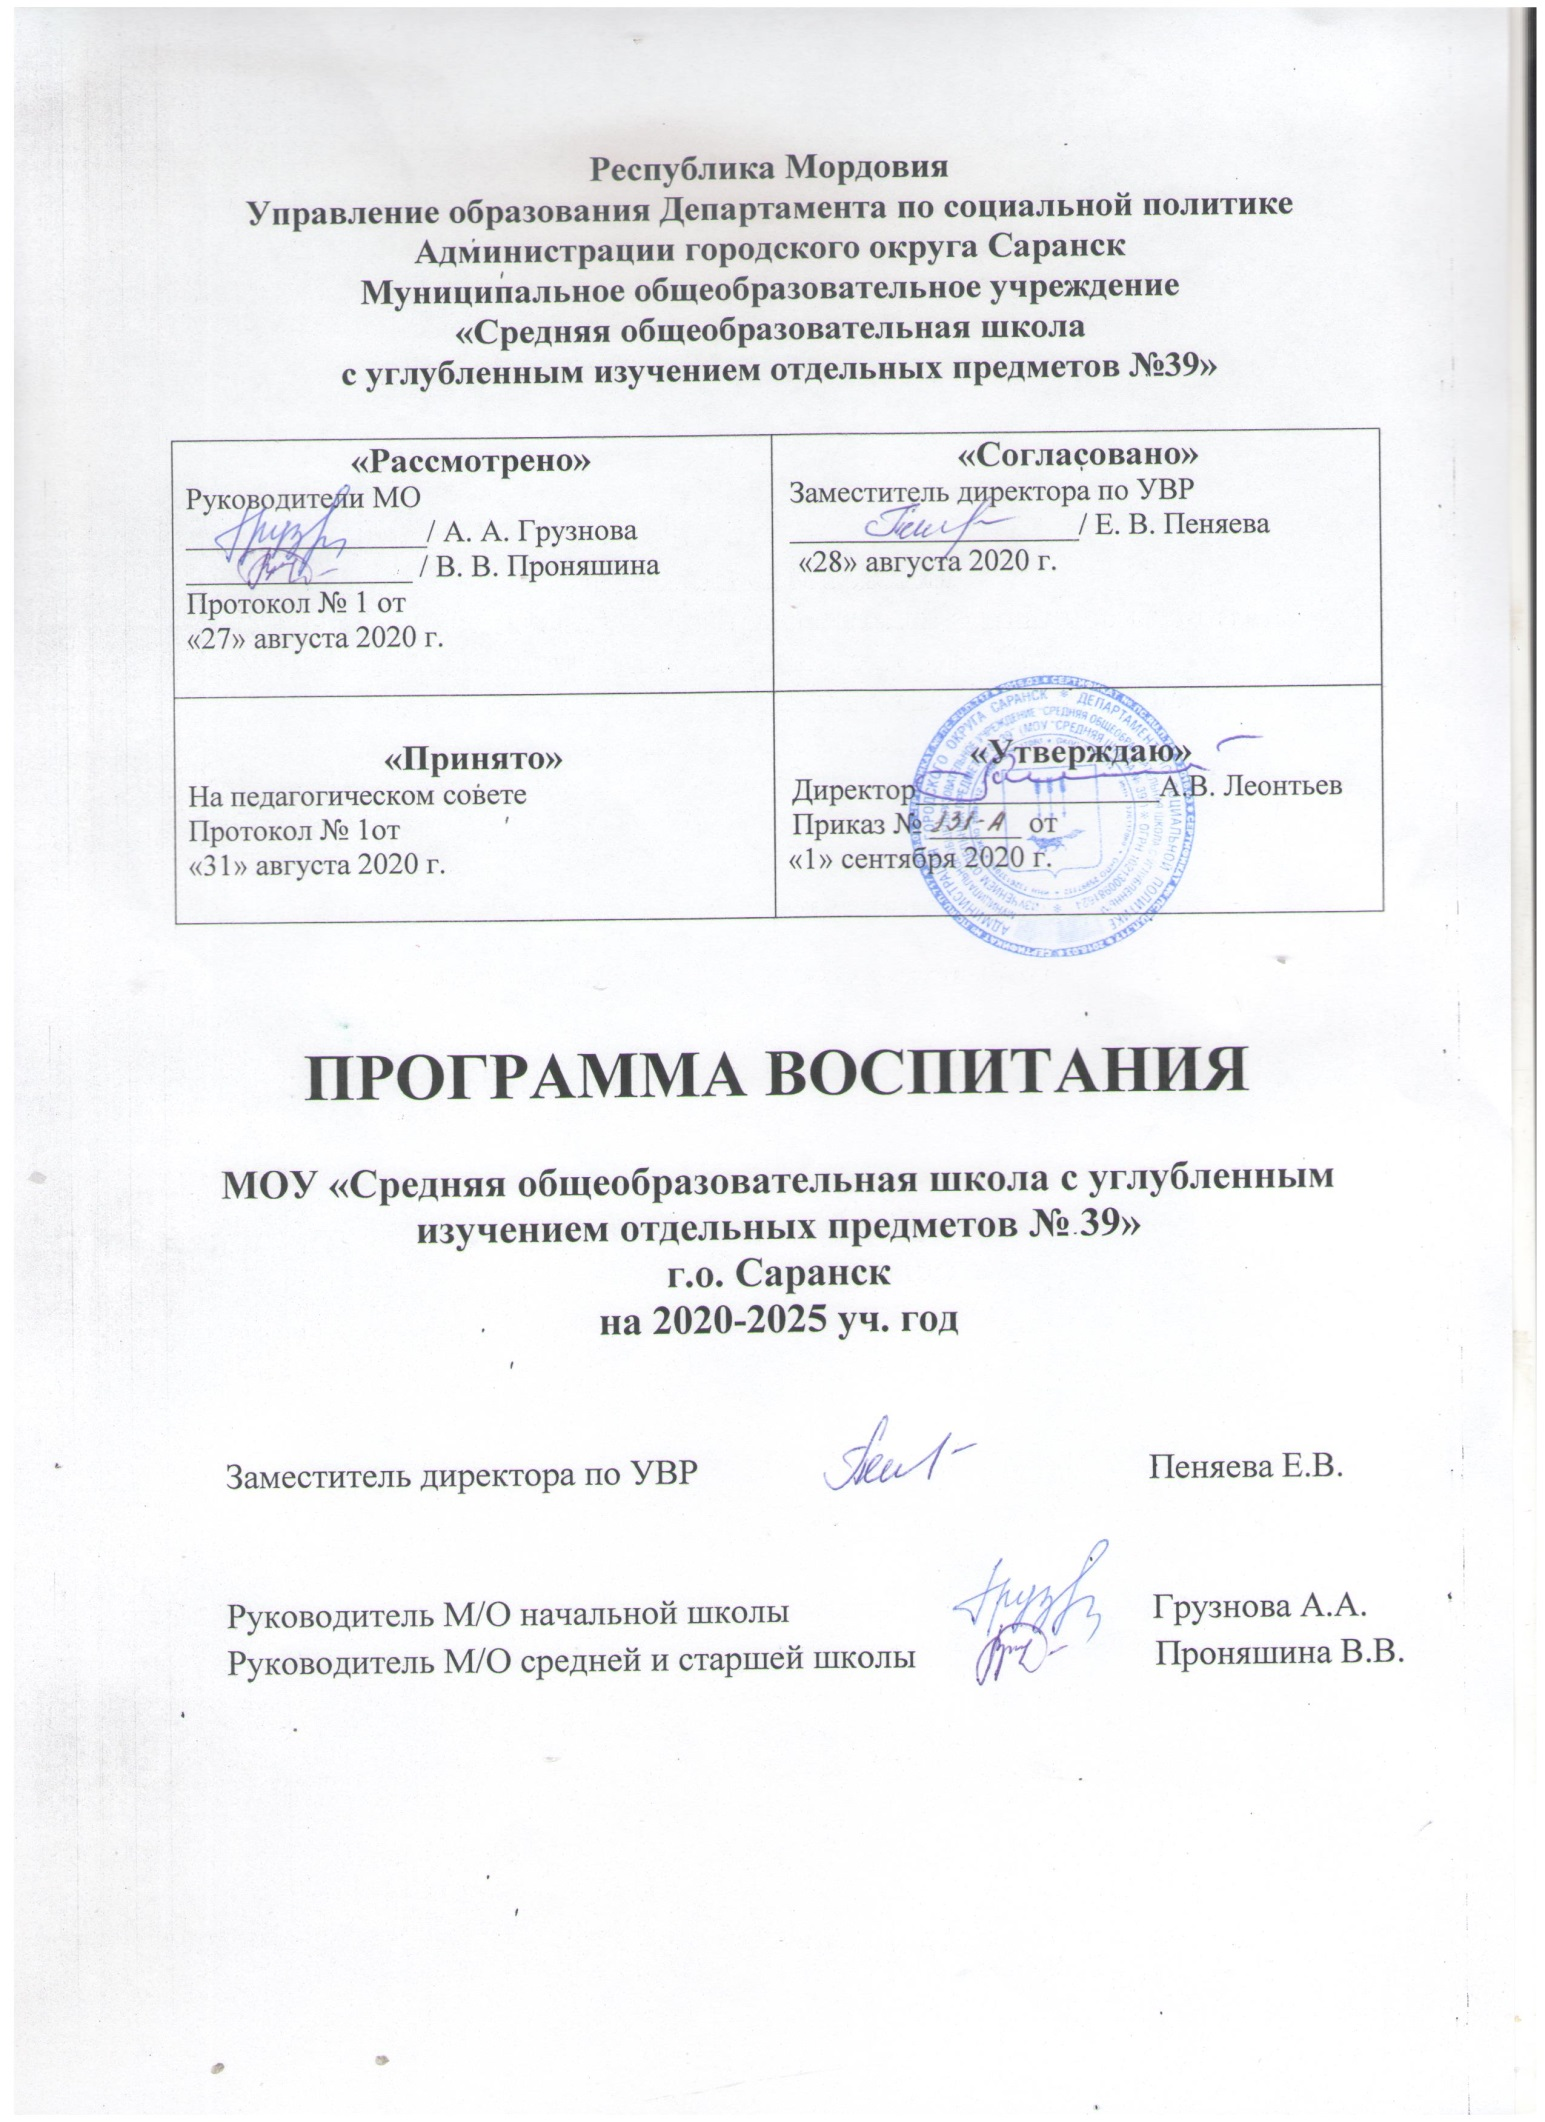 Республика Мордовия
Управление образования Департамента по социальной политике
Администрации городского округа Саранск
Муниципальное общеобразовательное учреждение
«Средняя общеобразовательная школа
с углубленным изучением отдельных предметов №39»
«Рассмотрено»
Руководители МО
________________/ А. А. Грузнова
_______________ / В. В. Проняшина
Протокол № 1 от
«27» августа 2020 г.
«Согласовано»
Заместитель директора по УВР
___________________/ Е. В. Пеняева
«28» августа 2020 г.
«Принято»
На педагогическом совете
Протокол № 1от
«31» августа 2020 г.
«Утверждаю»
Директор________________А.В. Леонтьев
Приказ № 131-А от
«1» сентября 2020 г.
ПРОГРАММА ВОСПИТАНИЯ
МОУ «Средняя общеобразовательная школа с углубленным
изучением отдельных предметов № 39»
г.о. Саранск
на 2020-2025 уч. год
Заместитель директора по УВР Пеняева Е.В.
Руководитель М/О начальной школы Грузнова А.А.
Руководитель М/О средней и старшей школы Проняшина В.В.